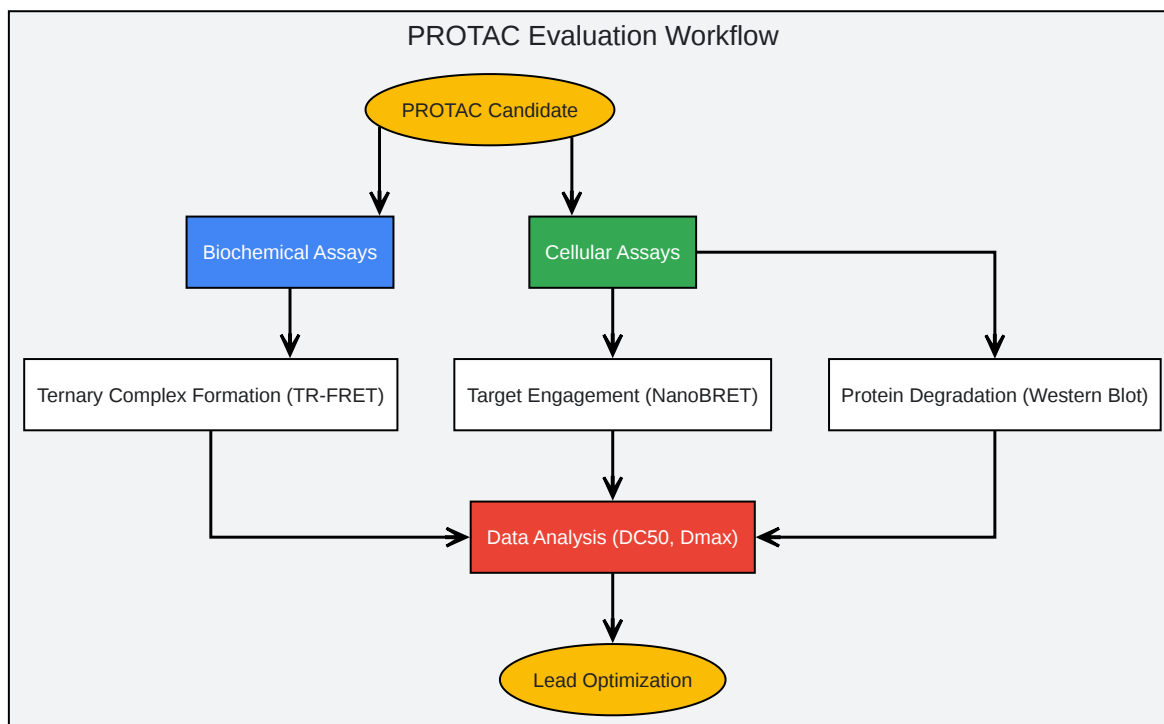 PROTAC Evaluation Workflow
PROTAC Candidate
Biochemical Assays
Cellular Assays
Ternary Complex Formation (TR-FRET)
Target Engagement (NanoBRET)
Protein Degradation (Western Blot)
Data Analysis (DC50, Dmax)
Lead Optimization